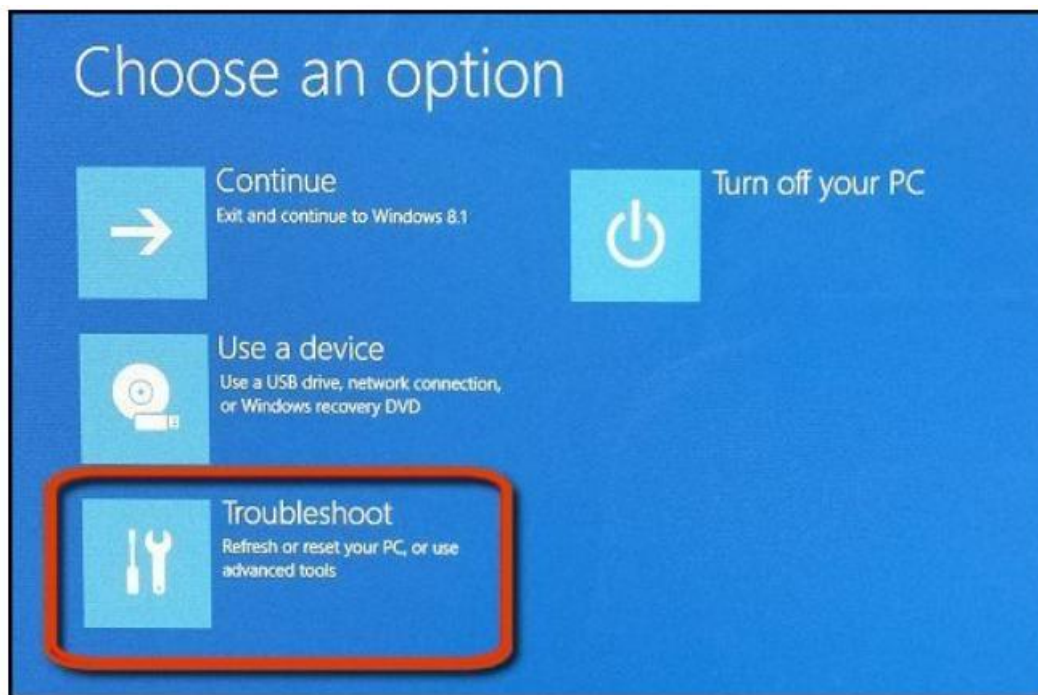 Choose an option
Continue
Exit and continue to Windows 8.1
Turn off your PC
Use a device
Use a USB drive, network connection,
or Windows recovery DVD
Troubleshoot
Refresh or reset your PC, or use
advanced tools